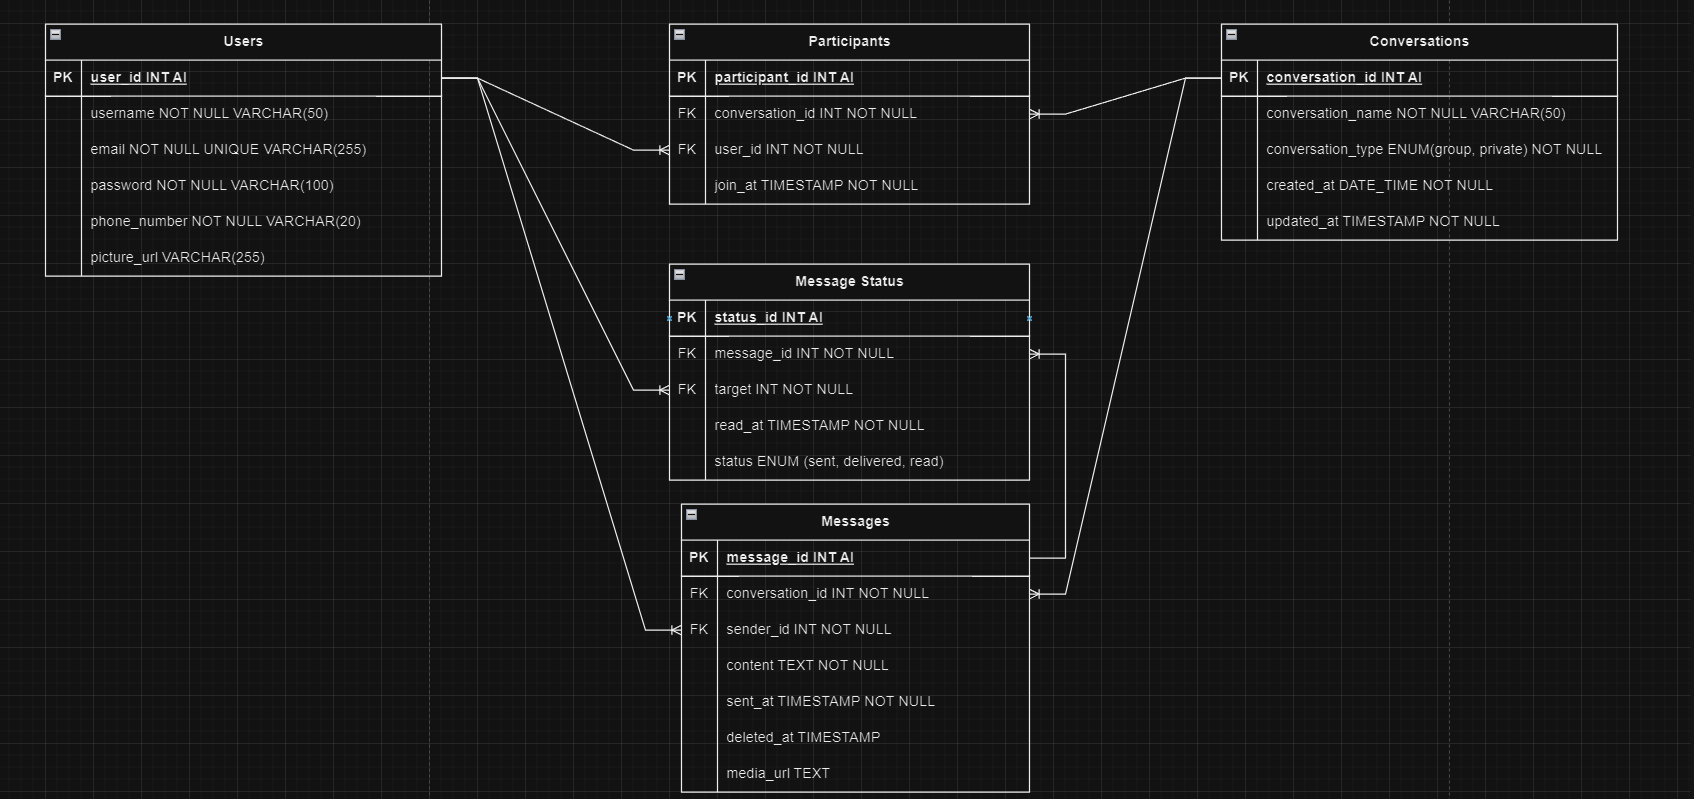 Users
PK user_id INT AI
username NOT NULL VARCHAR(50)
email NOT NULL UNIQUE VARCHAR(255)
password NOT NULL VARCHAR(100)
phone_number NOT NULL VARCHAR(20)
picture_url VARCHAR(255)
Participants
PK participant_id INT AI
FK conversation_id INT NOT NULL
FK user_id INT NOT NULL
join_at TIMESTAMP NOT NULL
Conversations
PK conversation_id INT AI
conversation_name NOT NULL VARCHAR(50)
conversation_type ENUM(group, private) NOT NULL
created_at DATE_TIME NOT NULL
updated_at TIMESTAMP NOT NULL
Message Status
PK status_id INT AI
FK message_id INT NOT NULL
FK target INT NOT NULL
read_at TIMESTAMP NOT NULL
status ENUM (sent, delivered, read)
Messages
PK message_id INT AI
FK conversation_id INT NOT NULL
FK sender_id INT NOT NULL
content TEXT NOT NULL
sent_at TIMESTAMP NOT NULL
deleted_at TIMESTAMP
media_url TEXT